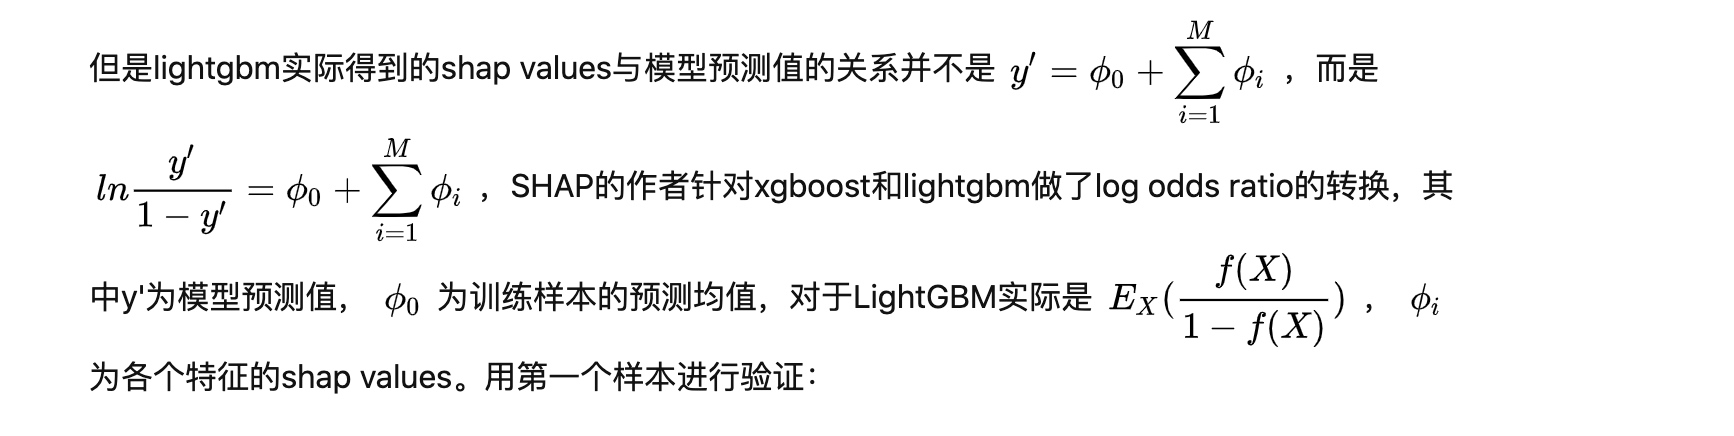 但是lightgbm实际得到的shap values与模型预测值的关系并不是 $y' = \phi_0 + \sum_{i=1}^{M} \phi_i$ ，而是
$ln\frac{y'}{1-y'} = \phi_0 + \sum_{i=1}^{M} \phi_i$ ，SHAP的作者针对xgboost和lightgbm做了log odds ratio的转换，其
中y'为模型预测值， $\phi_0$ 为训练样本的预测均值，对于LightGBM实际是 $E_X(\frac{f(X)}{1-f(X)})$ ， $\phi_i$
为各个特征的shap values。用第一个样本进行验证：